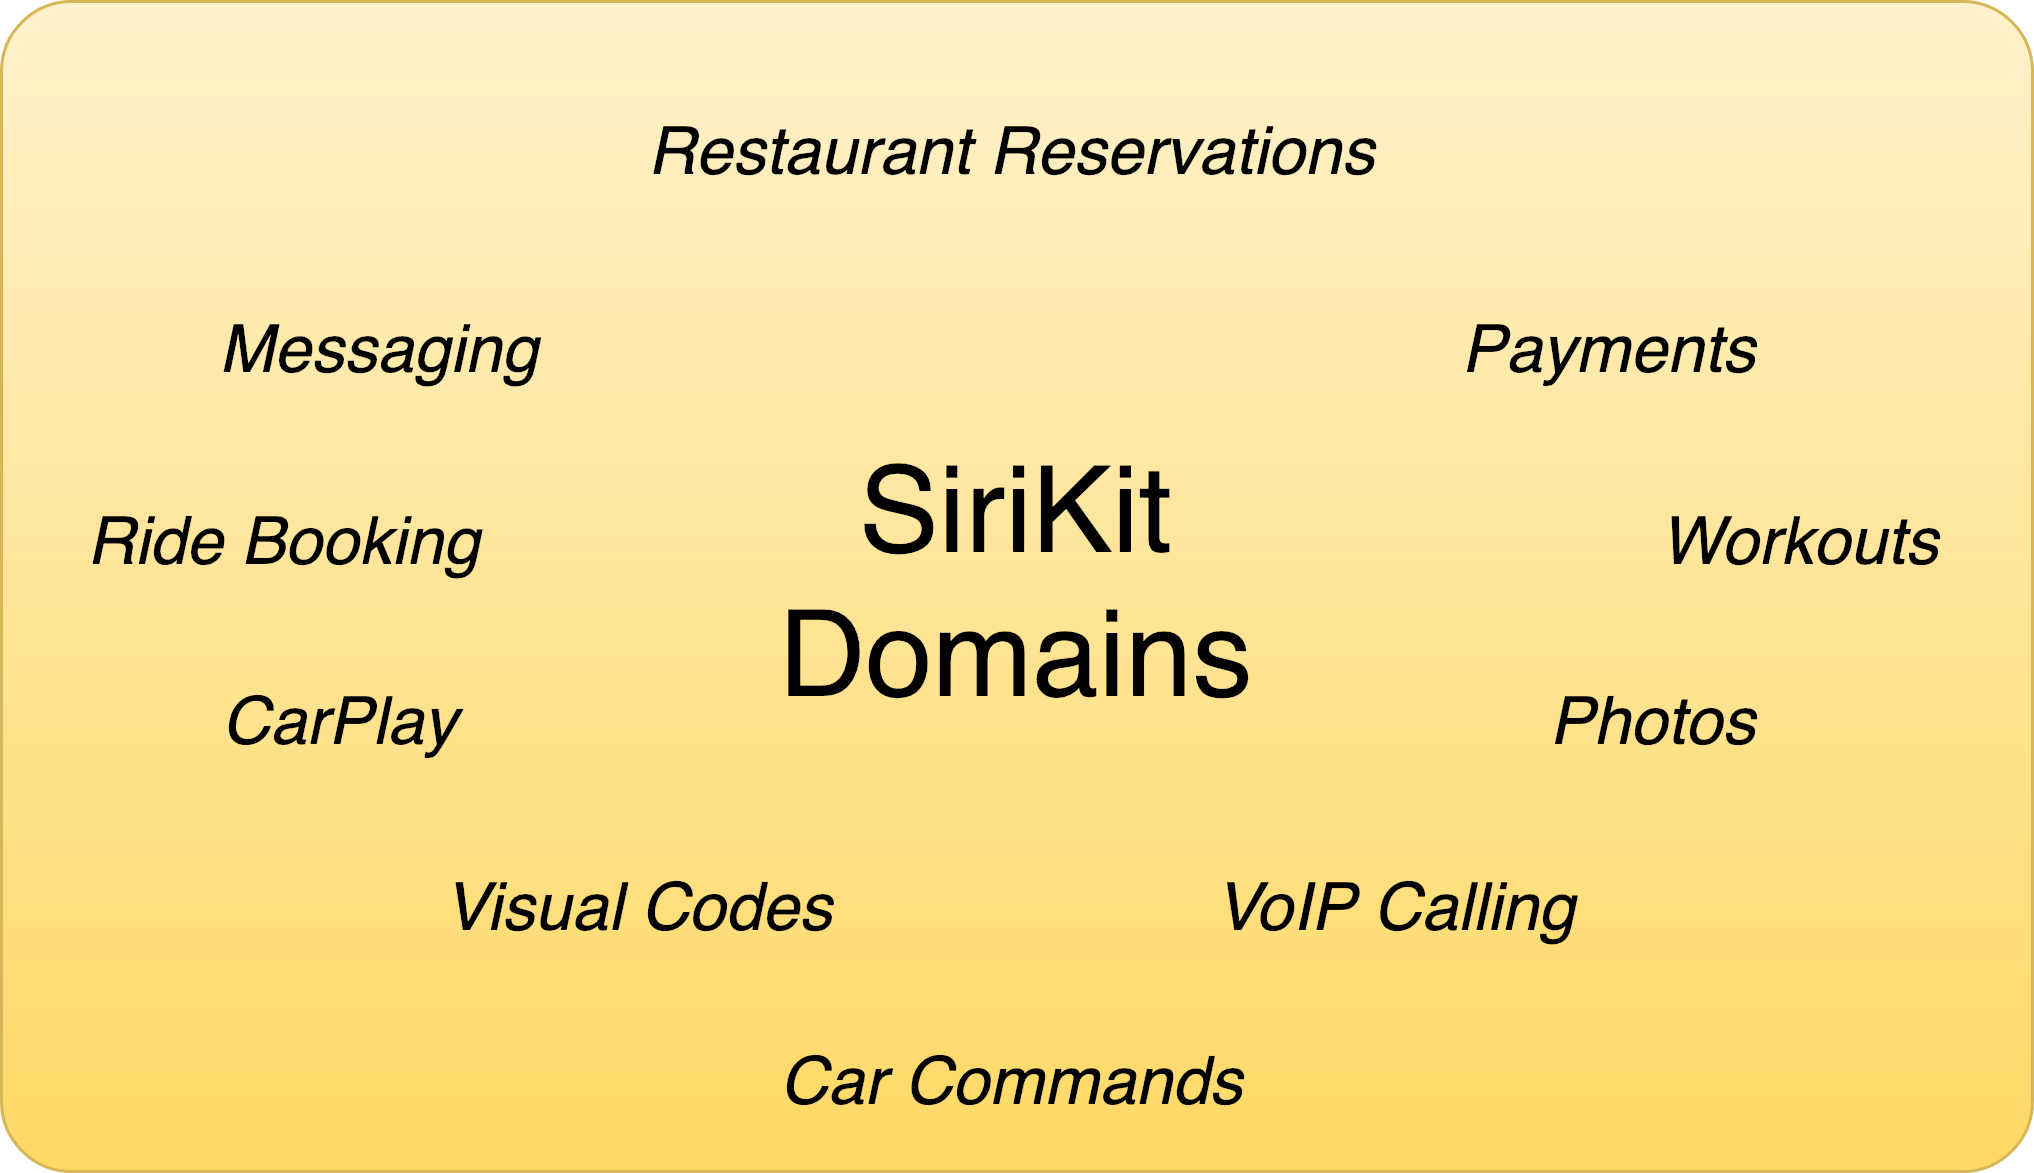 Restaurant Reservations
Messaging
Payments
SiriKit
Ride Booking
Workouts
Domains
CarPlay
Photos
Visual Codes
VoIP Calling
Car Commands